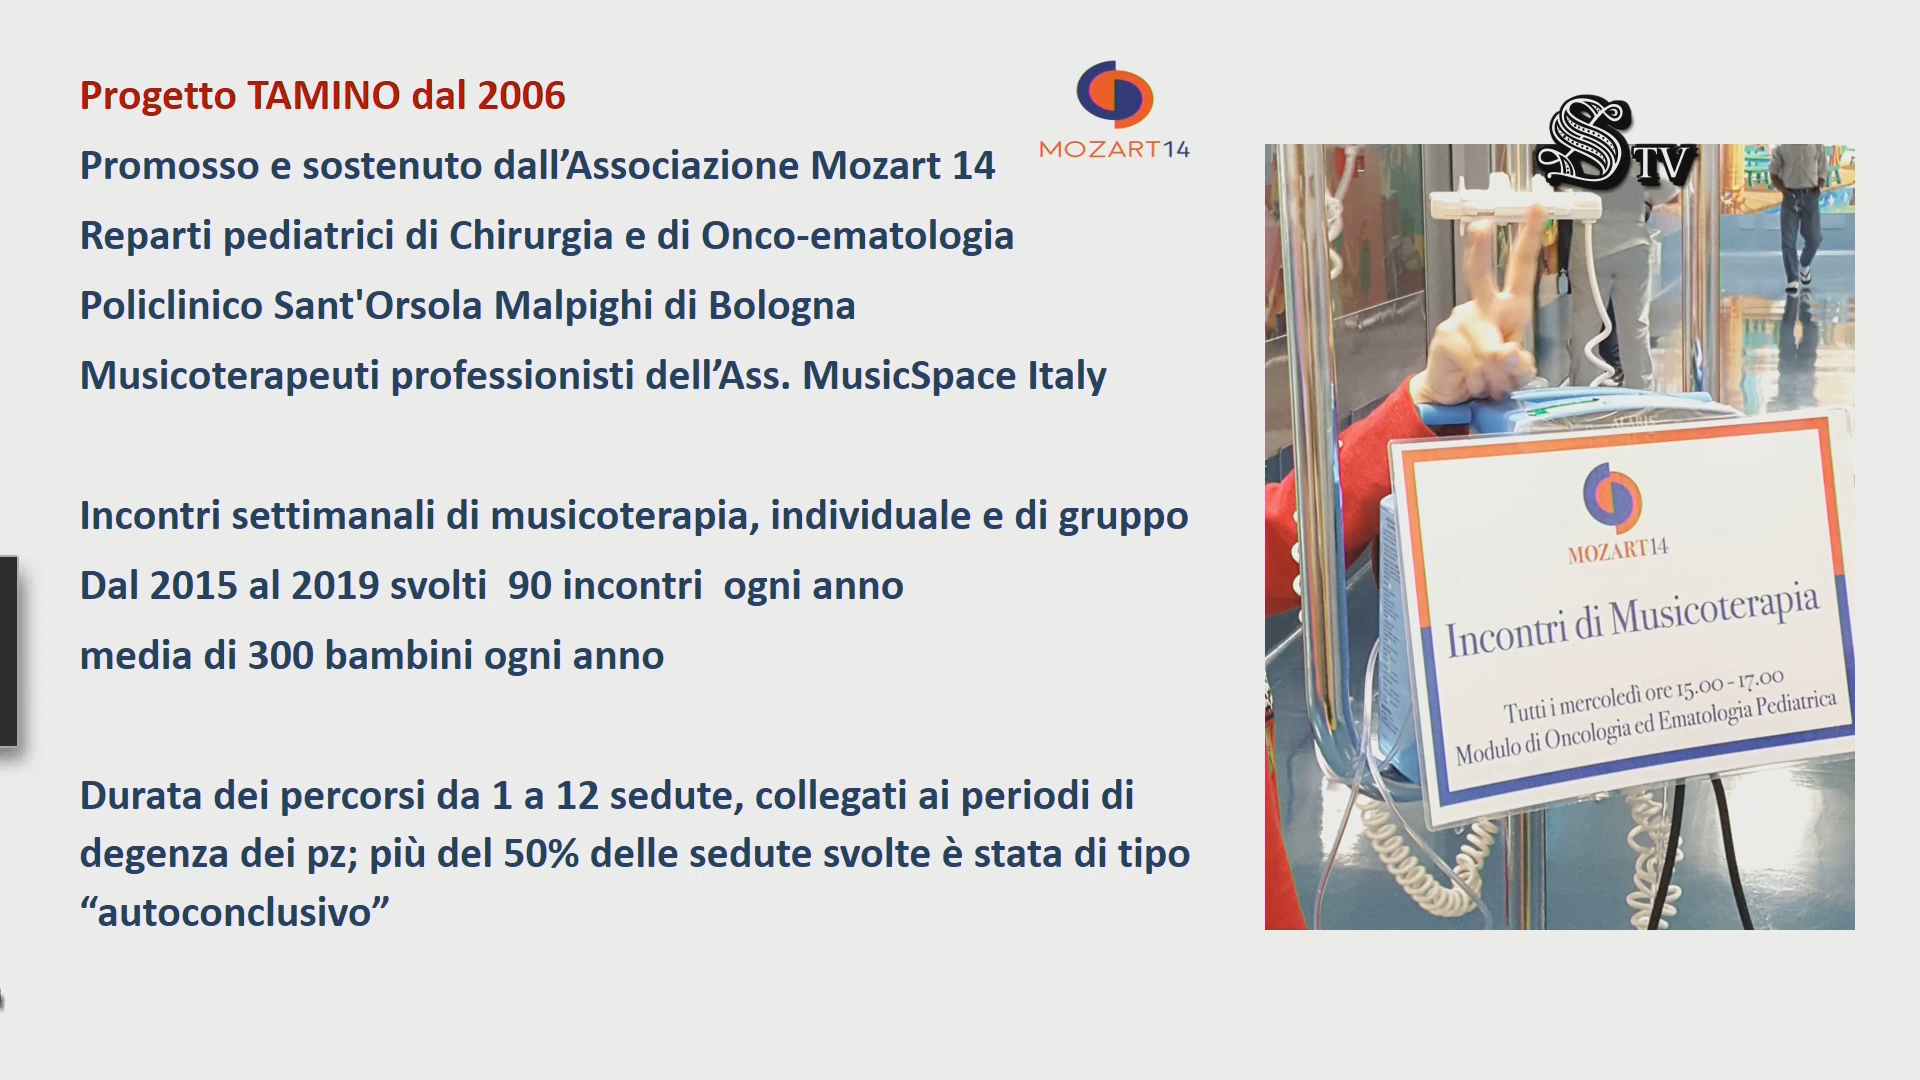 Progetto TAMINO dal 2006
Promosso e sostenuto dall’Associazione Mozart 14
Reparti pediatrici di Chirurgia e di Onco-ematologia
Policlinico Sant'Orsola Malpighi di Bologna
Musicoterapeuti professionisti dell’Ass. MusicSpace Italy
Incontri settimanali di musicoterapia, individuale e di gruppo
Dal 2015 al 2019 svolti 90 incontri ogni anno
media di 300 bambini ogni anno
Durata dei percorsi da 1 a 12 sedute, collegati ai periodi di
degenza dei pz; più del 50% delle sedute svolte è stata di tipo
“autoconclusivo”
MOZART14
STV
MOZART14
Incontri di Musicoterapia
Tutti i mercoledì ore 15.00 - 17.00
Modulo di Oncologia ed Ematologia Pediatrica